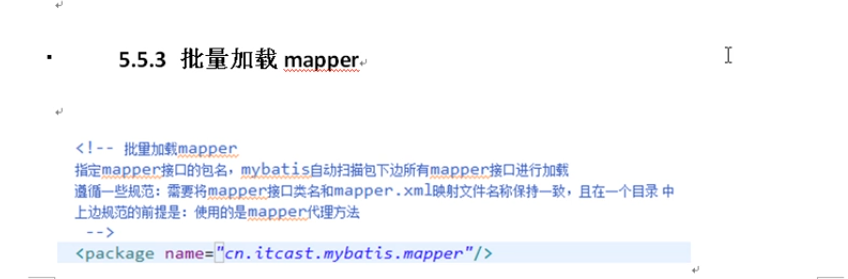 5.5.3 批量加载 mapper
<!-- 批量加载mapper
指定mapper接口的包名，mybatis自动扫描包下边所有mapper接口进行加载
遵循一些规范：需要将mapper接口类名和mapper.xml映射文件名称保持一致，且在一个目录 中
上边规范的前提是：使用的是mapper代理方法
-->
<package name="cn.itcast.mybatis.mapper"/>